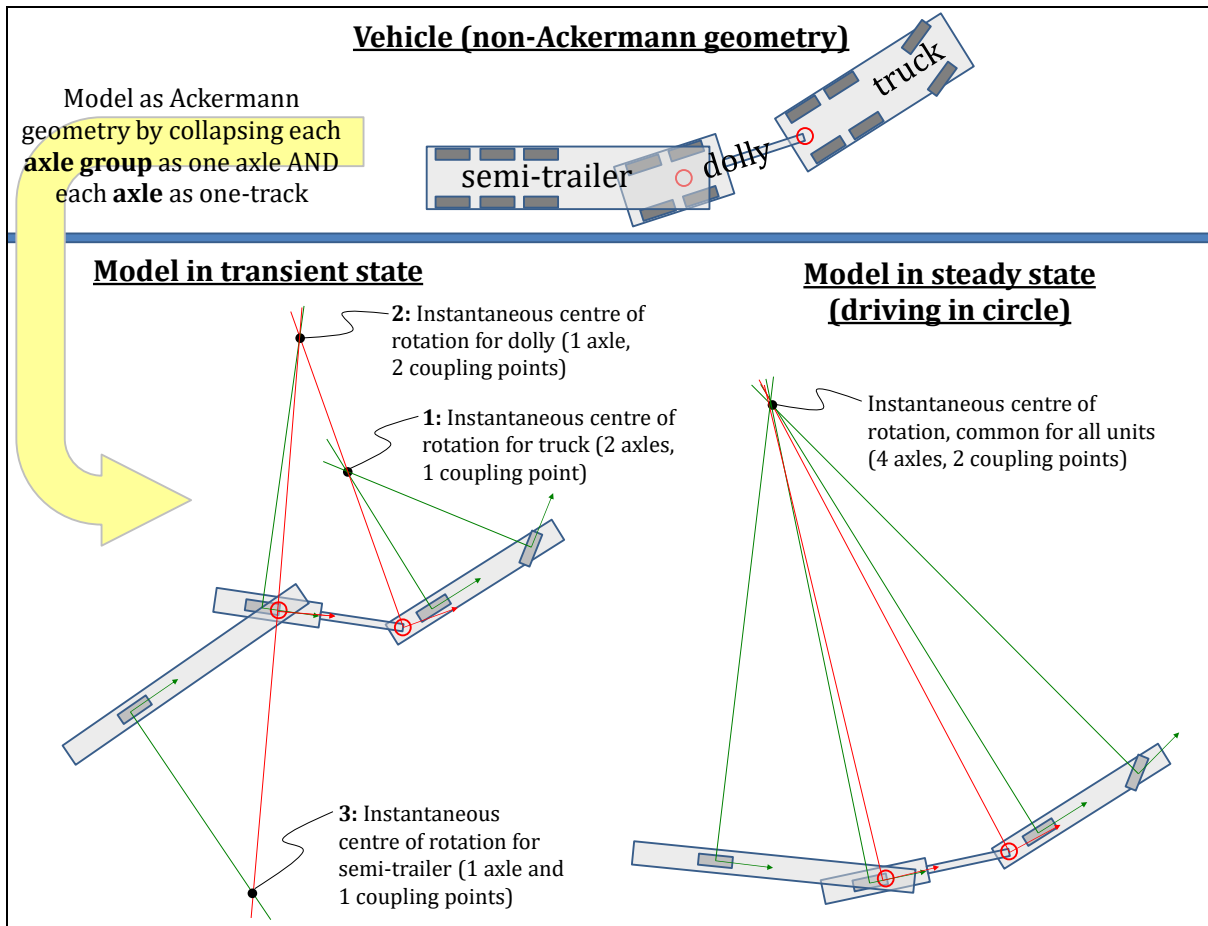 Vehicle (non-Ackermann geometry)
Model as Ackermann
geometry by collapsing each
axle group as one axle AND
each axle as one-track
truck
dolly
semi-trailer
Model in transient state
2: Instantaneous centre of
rotation for dolly (1 axle,
2 coupling points)
1: Instantaneous centre of
rotation for truck (2 axles,
1 coupling point)
3: Instantaneous
centre of rotation for
semi-trailer (1 axle and
1 coupling points)
Model in steady state
(driving in circle)
Instantaneous centre of
rotation, common for all units
(4 axles, 2 coupling points)